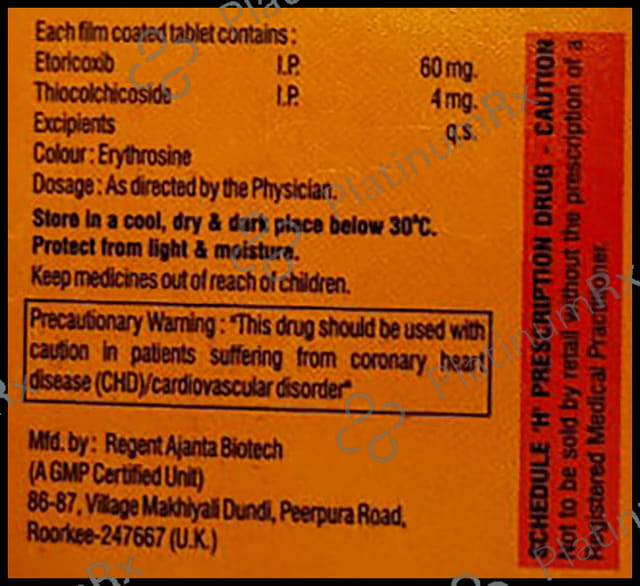 Each film coated tablet contains :
Etoricoxib I.P. 60 mg.
Thiocolchicoside I.P. 4 mg.
Excipients q.s.
Colour : Erythrosine
Dosage : As directed by the Physician.
Store in a cool, dry & dark place below 30°C.
Protect from light & moisture.
Keep medicines out of reach of children.
Precautionary Warning : "This drug should be used with
caution in patients suffering from coronary heart
disease (CHD)/cardiovascular disorder"
Mfd. by : Regent Ajanta Biotech
(A GMP Certified Unit)
86-87, Village Makhiyali Dundi, Peerpura Road,
Roorkee-247667 (U.K.)
SCHEDULE 'H' PRESCRIPTION DRUG - CAUTION
Not to be sold by retail without the prescription of a
Registered Medical Practitioner.
PlatinumRx
PlatinumRx
PlatinumRx